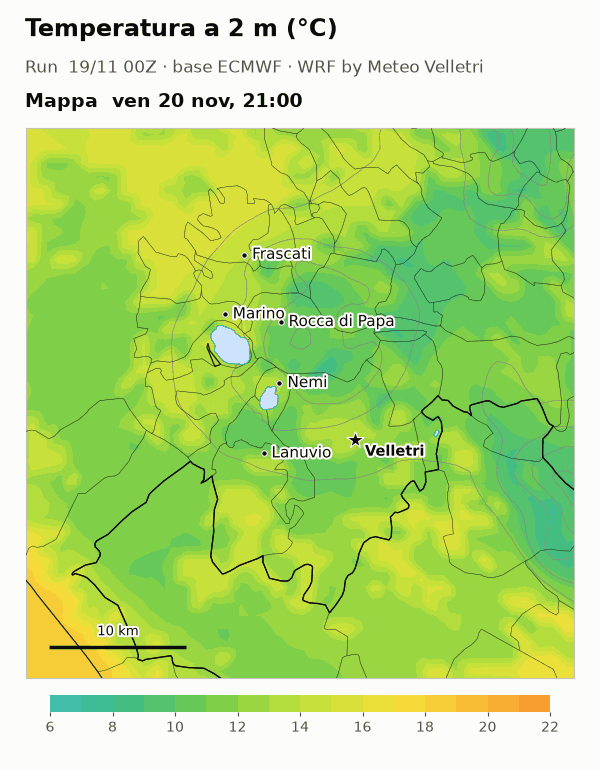 Temperatura a 2 m (°C)
Run  19/11 00Z · base ECMWF · WRF by Meteo Velletri
Mappa  ven 20 nov, 21:00
Frascati
Marino
Rocca di Papa
Nemi
Velletri
Lanuvio
10 km
6 8 10 12 14 16 18 20 22